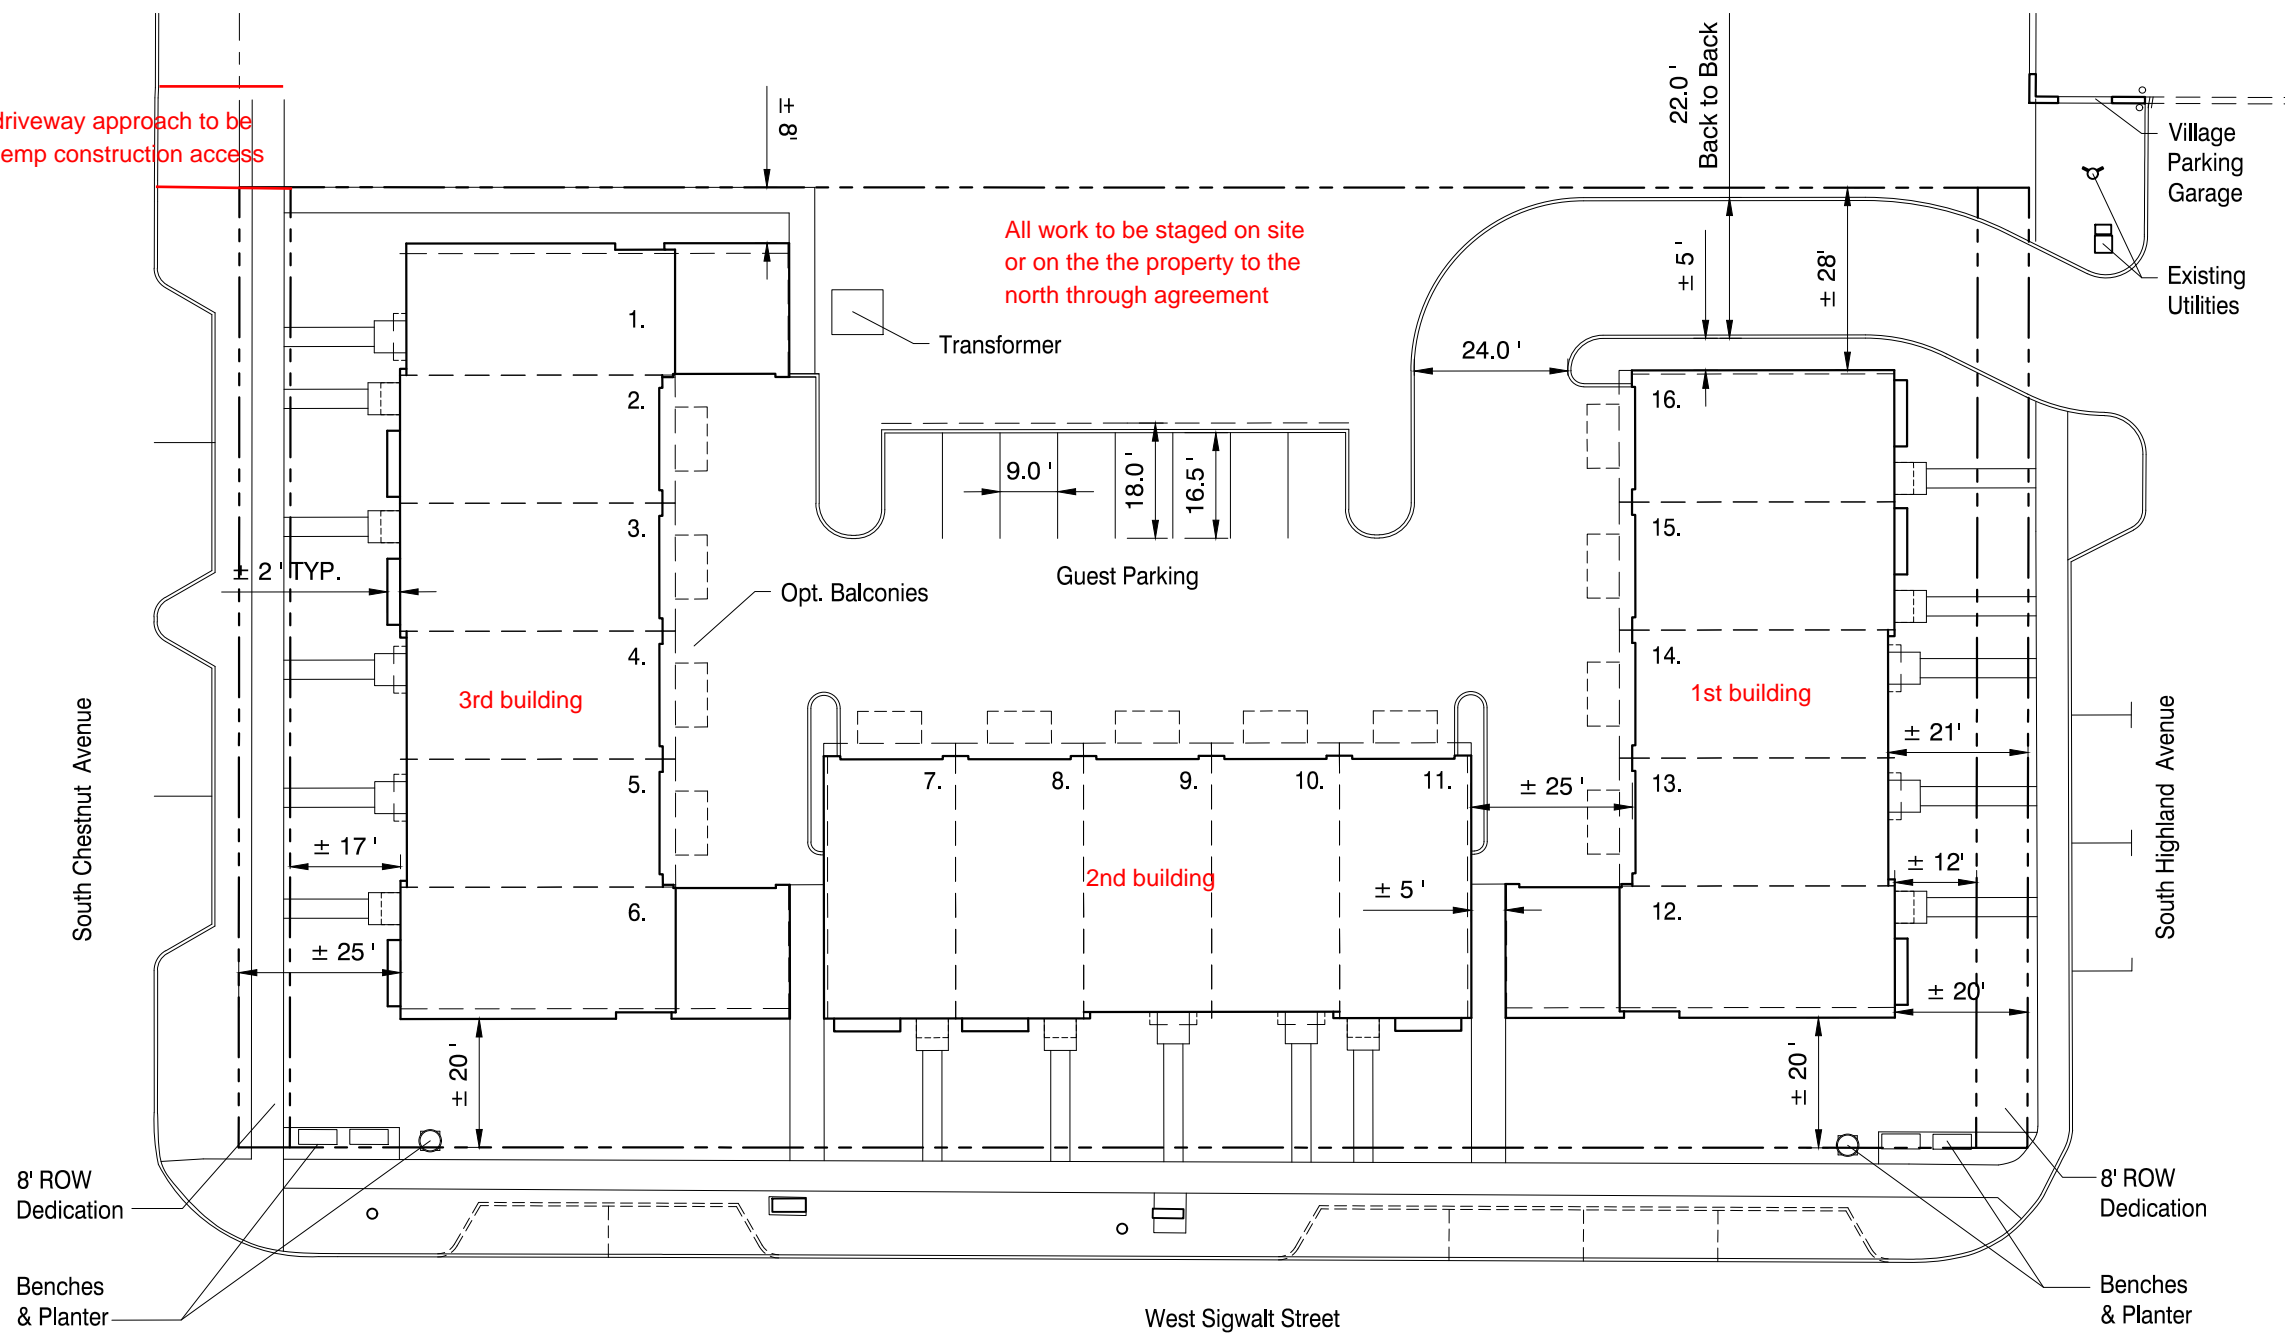 22.0 '
Back to Back
± 8'
driveway approach to be
emp construction access
Village
Parking
Garage
All work to be staged on site
or on the the property to the
north through agreement
± 5 '
± 28'
Existing
Utilities
1.
Transformer
24.0 '
2.
16.
9.0 '
18.0 '
16.5 '
3.
15.
± 2 ' TYP.
Guest Parking
Opt. Balconies
4.
14.
3rd building
1st building
South Chestnut Avenue
South Highland Avenue
± 21'
5.
7.
8.
9.
10.
11.
± 25 '
13.
± 17 '
± 12'
2nd building
± 5 '
6.
12.
± 25 '
± 20'
± 20 '
± 20 '
8' ROW
Dedication
8' ROW
Dedication
Benches
& Planter
Benches
& Planter
West Sigwalt Street